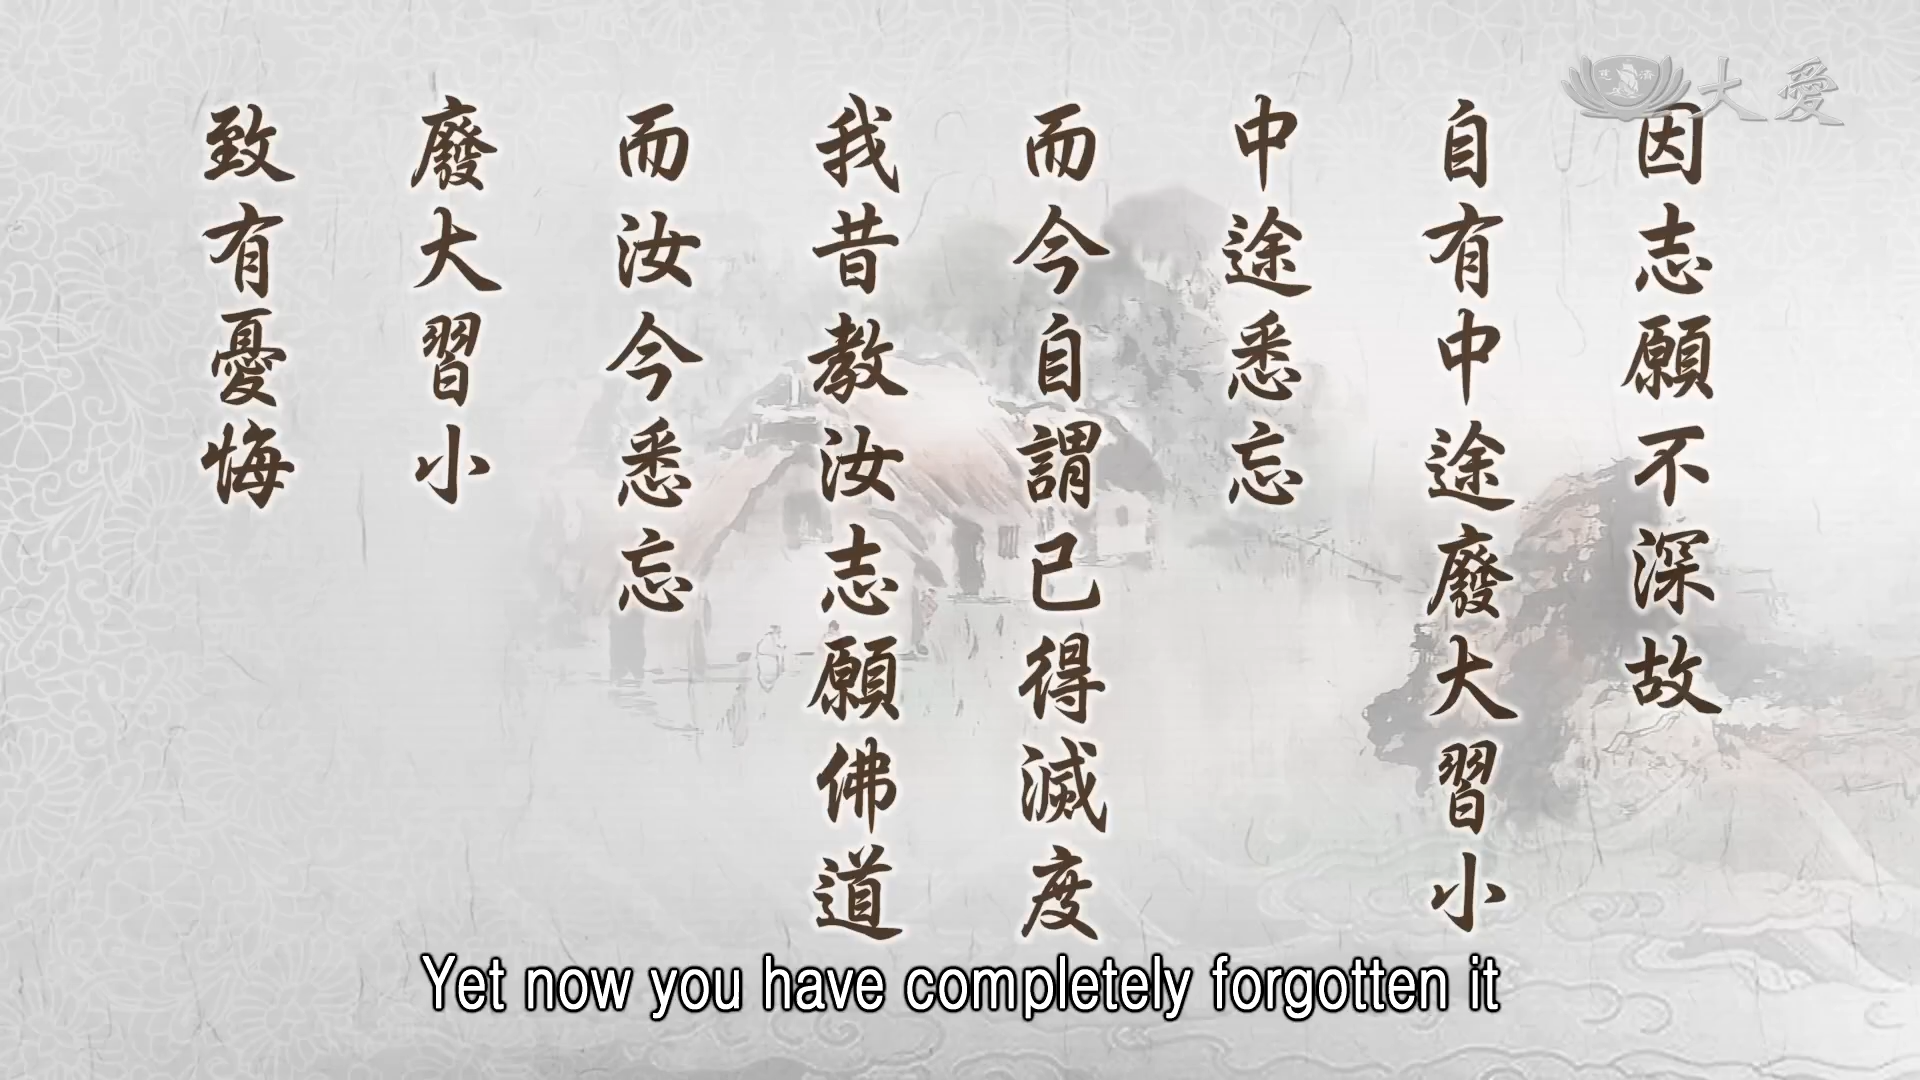 大愛
因志願不深故
自有中途廢大習小
中途悉忘
而今自謂已得滅度
我昔教汝志願佛道
而汝今悉忘
廢大習小
致有憂悔
Yet now you have completely forgotten it